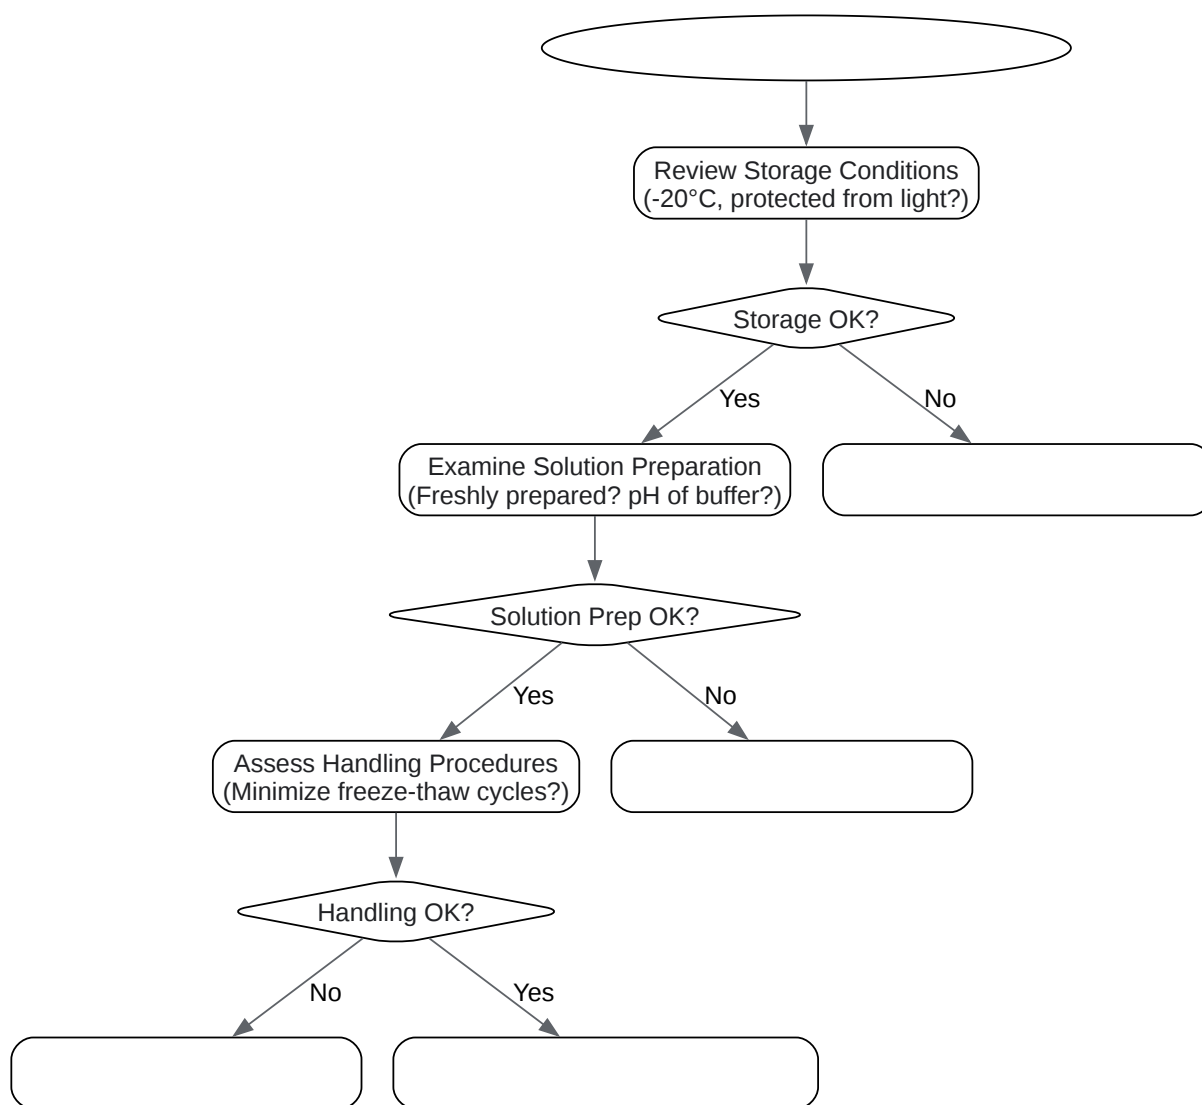 Review Storage Conditions
(-20°C, protected from light?)
Storage OK?
Yes
No
Examine Solution Preparation
(Freshly prepared? pH of buffer?)
Solution Prep OK?
Yes
No
Assess Handling Procedures
(Minimize freeze-thaw cycles?)
Handling OK?
No
Yes